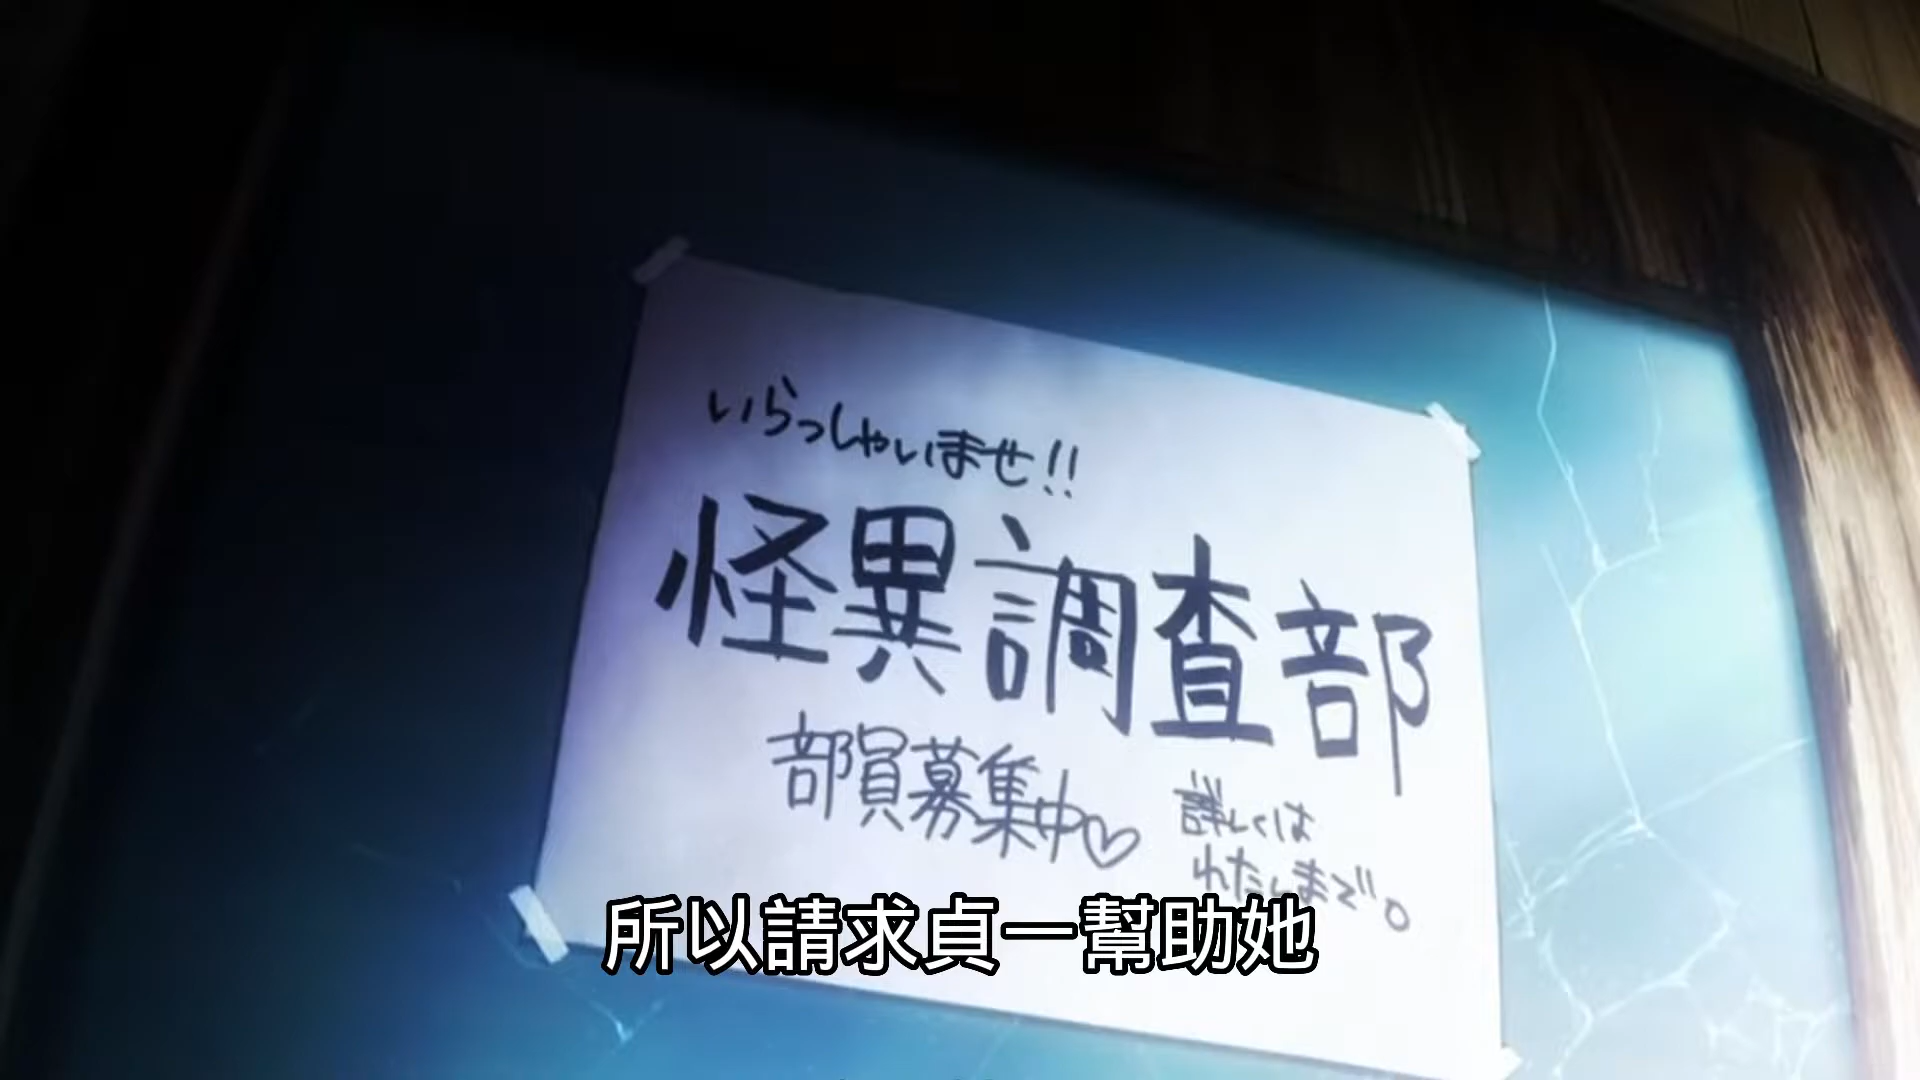 いらっしゃいませ!!
怪異調査部
部員募集中♡
詳しくは
わたしまで。
所以請求貞一幫助她